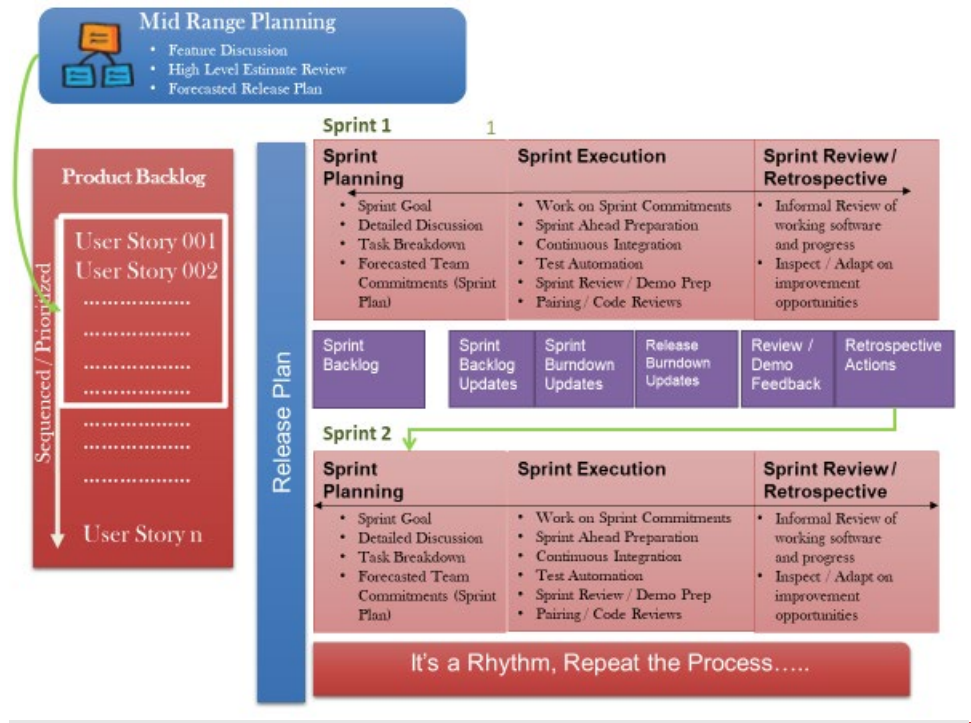 Mid Range Planning
• Feature Discussion
• High Level Estimate Review
• Forecasted Release Plan
Product Backlog
Sequenced / Prioritized
User Story 001
User Story 002
………………..
………………..
………………..
………………..
………………..
………………..
………………..
User Story n
Release Plan
Sprint 1
1
Sprint
Planning
• Sprint Goal
• Detailed Discussion
• Task Breakdown
• Forecasted Team
Commitments (Sprint
Plan)
Sprint Execution
• Work on Sprint Commitments
• Sprint Ahead Preparation
• Continuous Integration
• Test Automation
• Sprint Review / Demo Prep
• Pairing / Code Reviews
Sprint Review /
Retrospective
• Informal Review of
working software
and progress
• Inspect / Adapt on
improvement
opportunities
Sprint
Backlog
Sprint
Backlog
Updates
Sprint
Burndown
Updates
Release
Burndown
Updates
Review /
Demo
Feedback
Retrospective
Actions
Sprint 2
Sprint
Planning
• Sprint Goal
• Detailed Discussion
• Task Breakdown
• Forecasted Team
Commitments (Sprint
Plan)
Sprint Execution
• Work on Sprint Commitments
• Sprint Ahead Preparation
• Continuous Integration
• Test Automation
• Sprint Review / Demo Prep
• Pairing / Code Reviews
Sprint Review /
Retrospective
• Informal Review of
working software
and progress
• Inspect / Adapt on
improvement
opportunities
It's a Rhythm, Repeat the Process…..